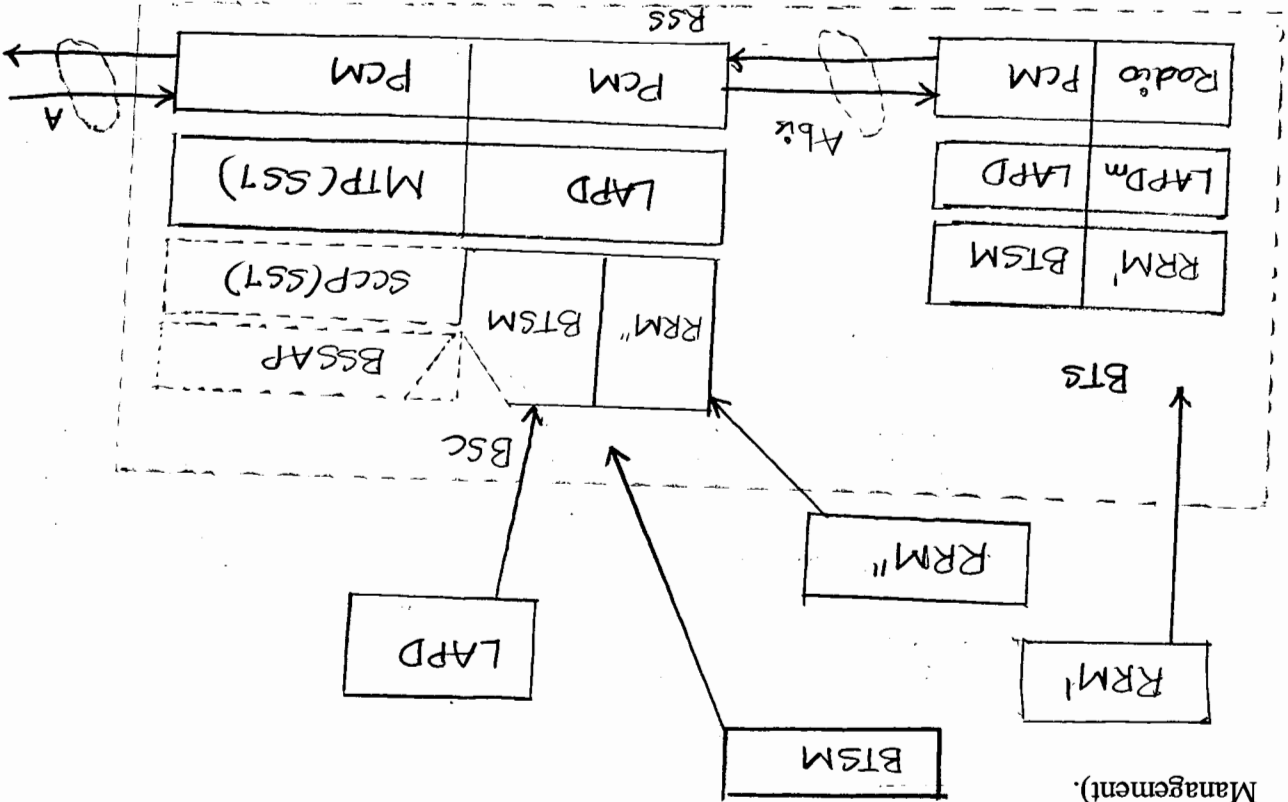 Management).
BTSM
RRM'
LAPD
RRM"
BSC
BTS
RRM" BTSM BSSAP
RRM' BTSM
SCCP(SS7)
LAPDm LAPD
LAPD MTP(SS7)
Abis
A
Radio PCM
PCM PCM
RSS